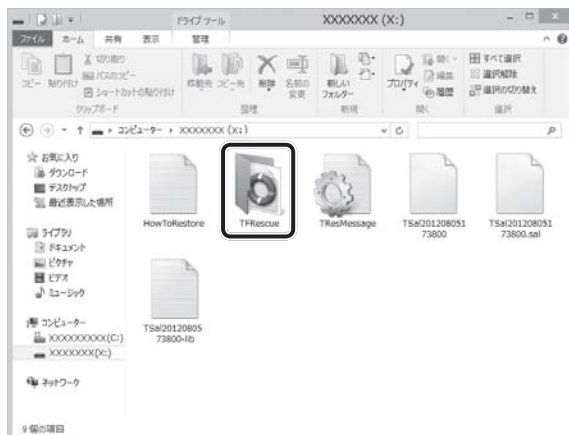 ドライブ ツール
XXXXXXX (X:)
ファイル ホーム 共有 表示 管理
コピー 貼り付け 切り取り パスのコピー ショートカットの貼り付け
移動先 コピー先 削除 名前の変更
新しいフォルダー
プロパティ 開く 編集 履歴
すべて選択 選択解除 選択の切り替え
クリップボード 整理 新規 開く 選択
コンピューター XXXXXXX (X:)
お気に入り
ダウンロード
デスクトップ
最近表示した場所
ライブラリ
ドキュメント
ピクチャ
ビデオ
ミュージック
コンピューター
XXXXXXXXX(C:)
XXXXXXX(X:)
ネットワーク
HowToRestore
TFRescue
TResMessage
TSal201208051
73800
TSal201208051
73800.sal
TSal20120805
73800-lib
9 個の項目